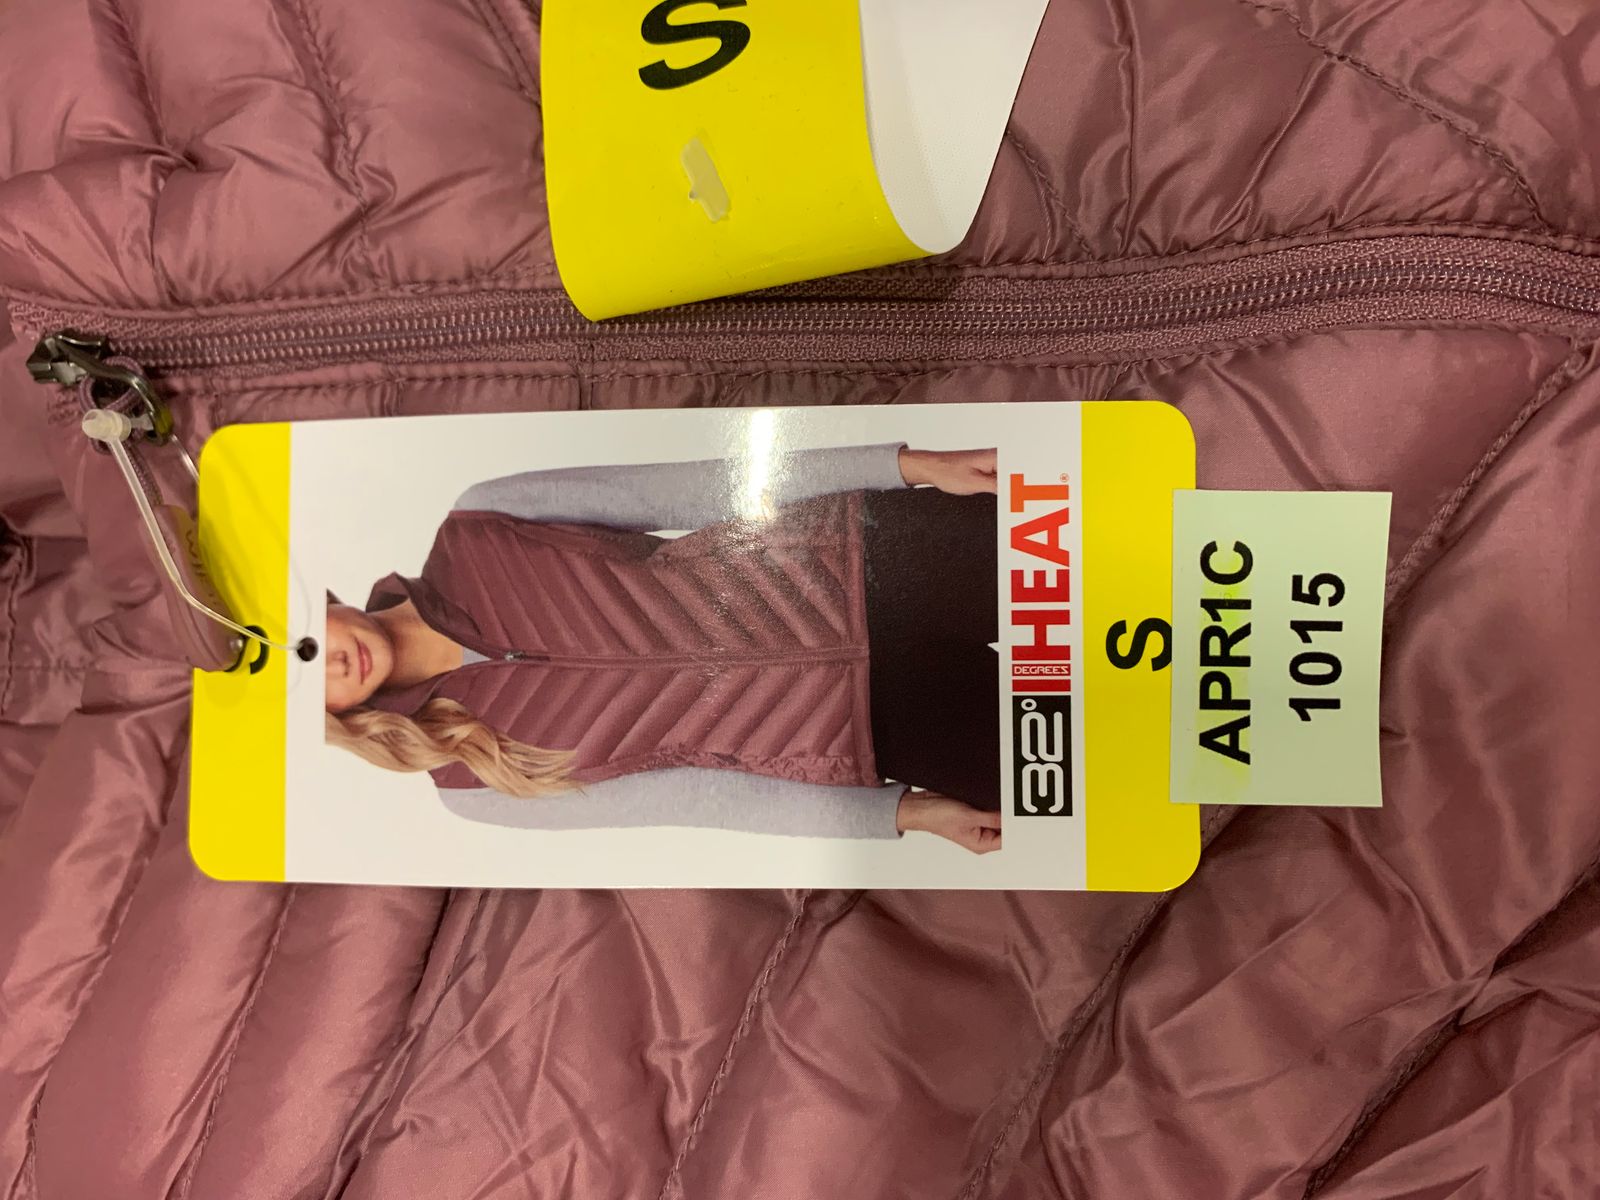 S
32°
DEGREES
HEAT®
S
APR1C
1015